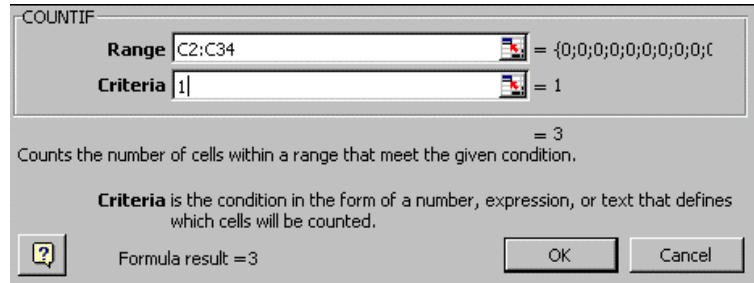 COUNTIF
Range C2:C34 = {0;0;0;0;0;0;0;0;0;0
Criteria 1 = 1
= 3
Counts the number of cells within a range that meet the given condition.
Criteria is the condition in the form of a number, expression, or text that defines
which cells will be counted.
? Formula result =3 OK Cancel